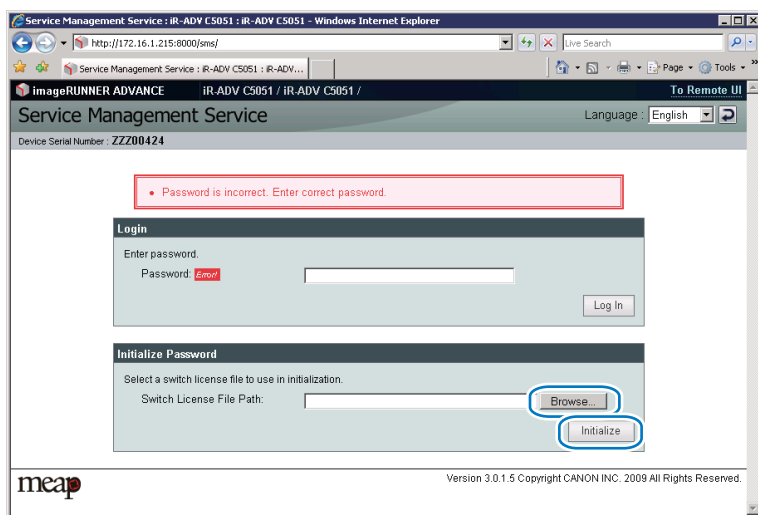 Service Management Service : iR-ADV C5051 : iR-ADV C5051 - Windows Internet Explorer
http://172.16.1.215:8000/sms/
Live Search
Service Management Service : iR-ADV C5051 : iR-ADV...
Page
Tools
imageRUNNER ADVANCE iR-ADV C5051 / iR-ADV C5051 / To Remote UI
Service Management Service Language : English
Device Serial Number : ZZZ00424
• Password is incorrect. Enter correct password.
Login
Enter password.
Password: Error!
Log In
Initialize Password
Select a switch license file to use in initialization.
Switch License File Path: Browse...
Initialize
meap Version 3.0.1.5 Copyright CANON INC. 2009 All Rights Reserved.